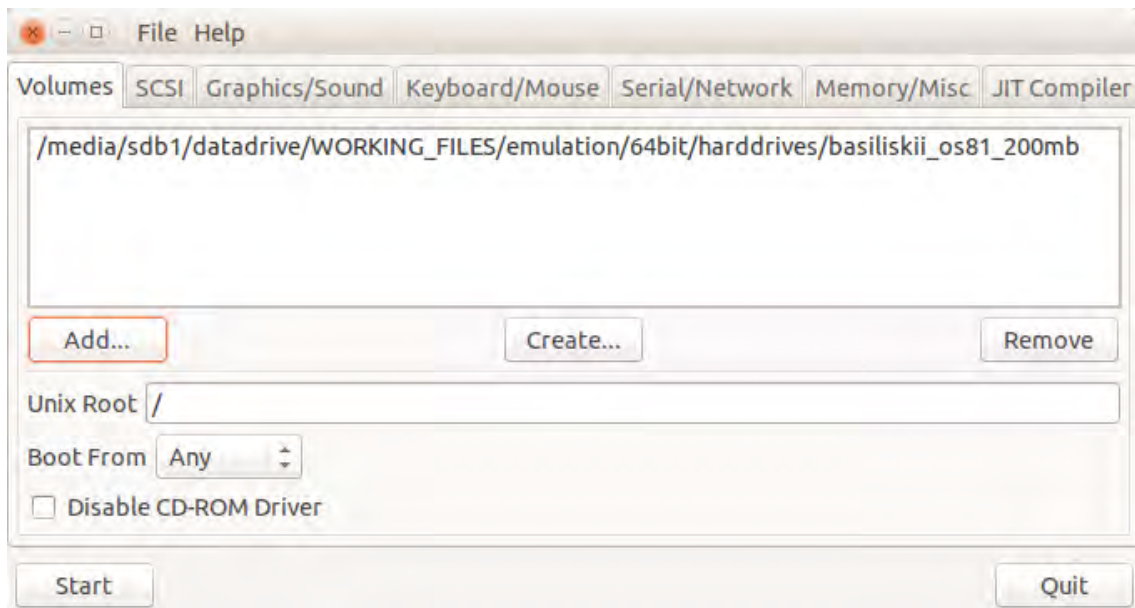 File Help
Volumes SCSI Graphics/Sound Keyboard/Mouse Serial/Network Memory/Misc JIT Compiler
/media/sdb1/datadrive/WORKING_FILES/emulation/64bit/harddrives/basiliskii_os81_200mb
Add... Create... Remove
Unix Root /
Boot From Any
Disable CD-ROM Driver
Start Quit